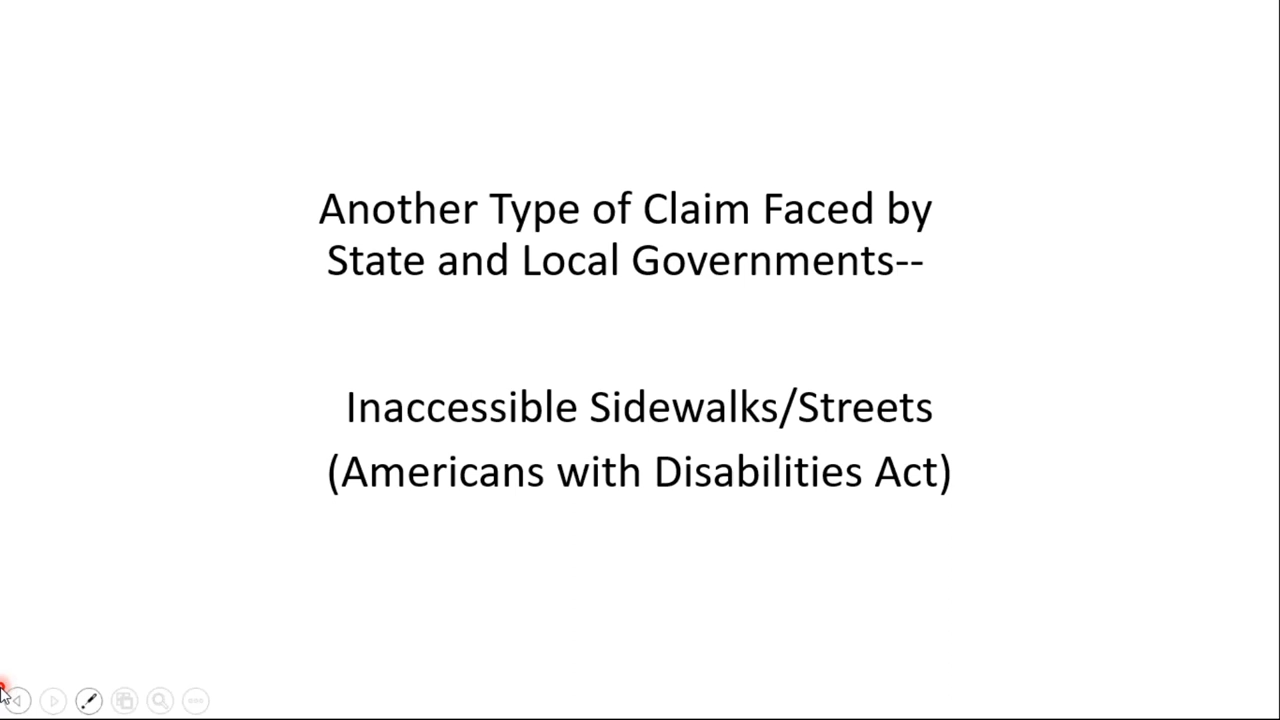 Another Type of Claim Faced by
State and Local Governments--
Inaccessible Sidewalks/Streets
(Americans with Disabilities Act)